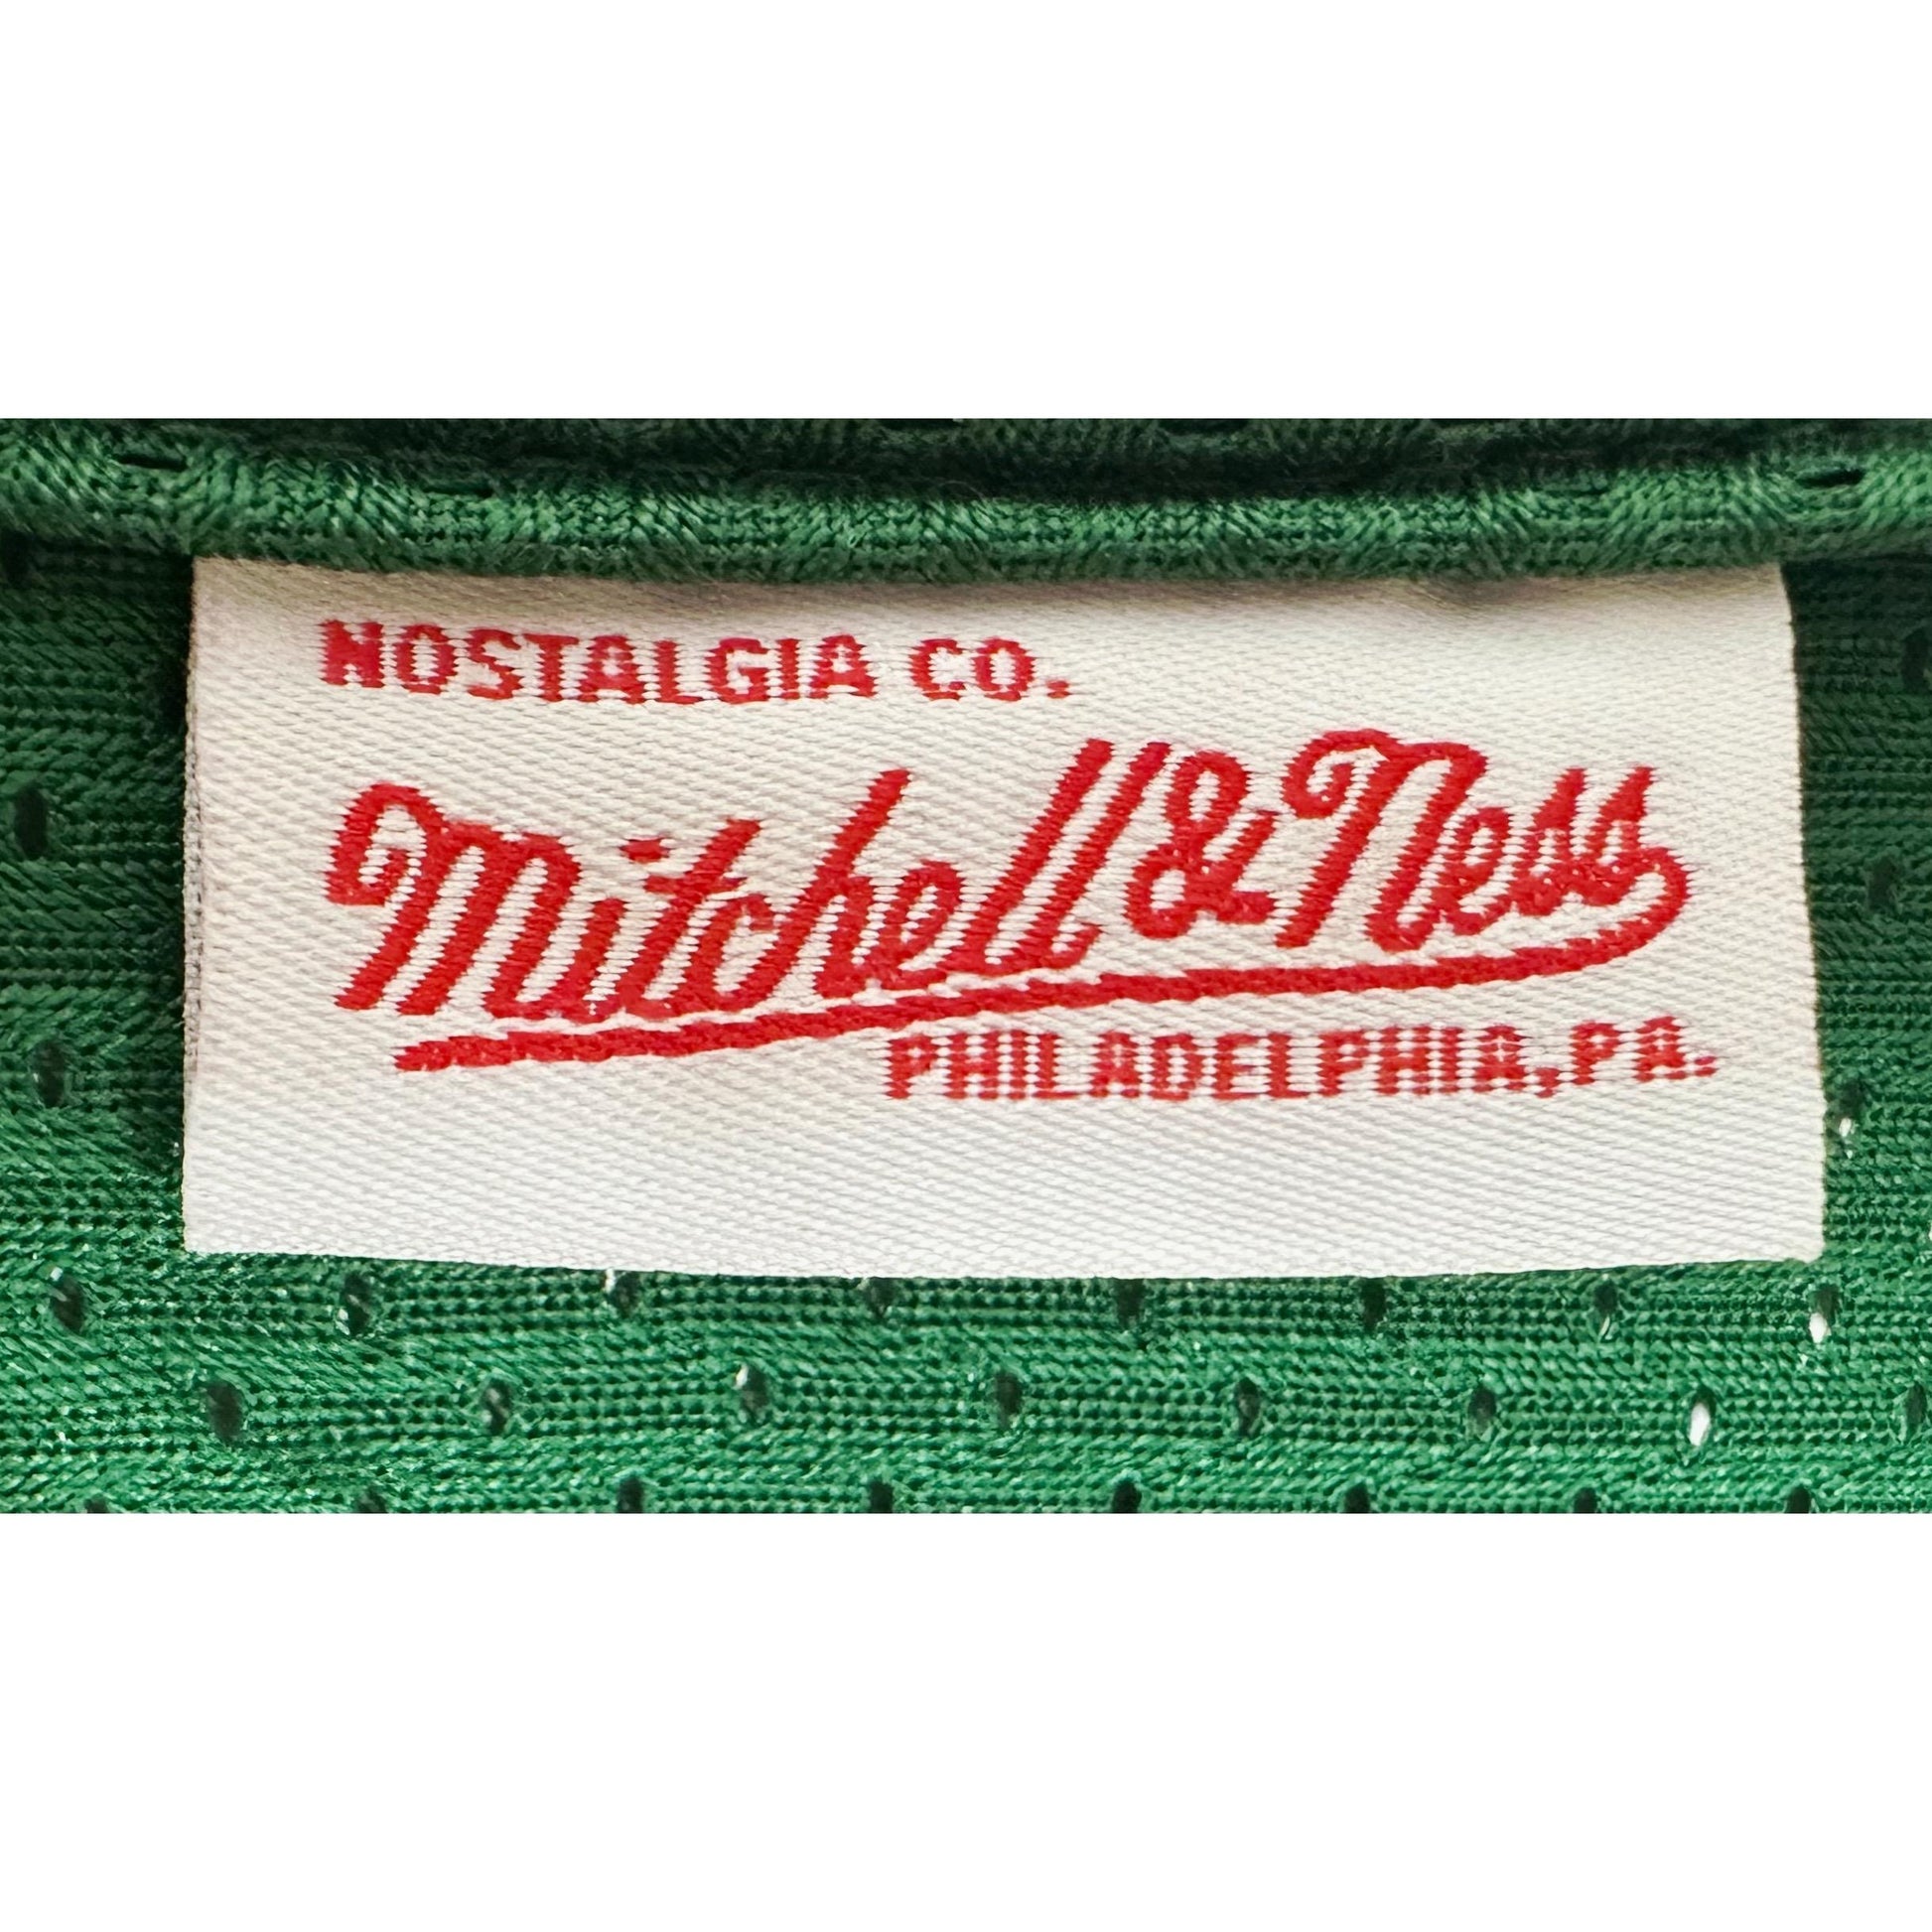 NOSTALGIA CO.
Mitchell & Ness
PHILADELPHIA, PA.